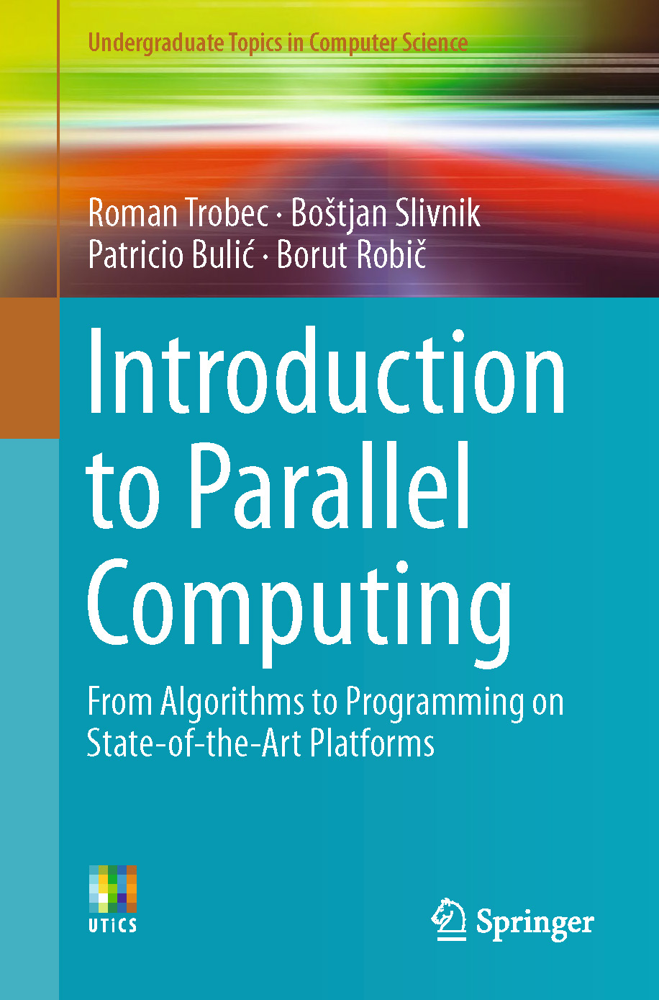 Undergraduate Topics in Computer Science
Roman Trobec · Boštjan Slivnik
Patricio Bulić · Borut Robič
Introduction
to Parallel
Computing
From Algorithms to Programming on
State-of-the-Art Platforms
UTiCS
Springer